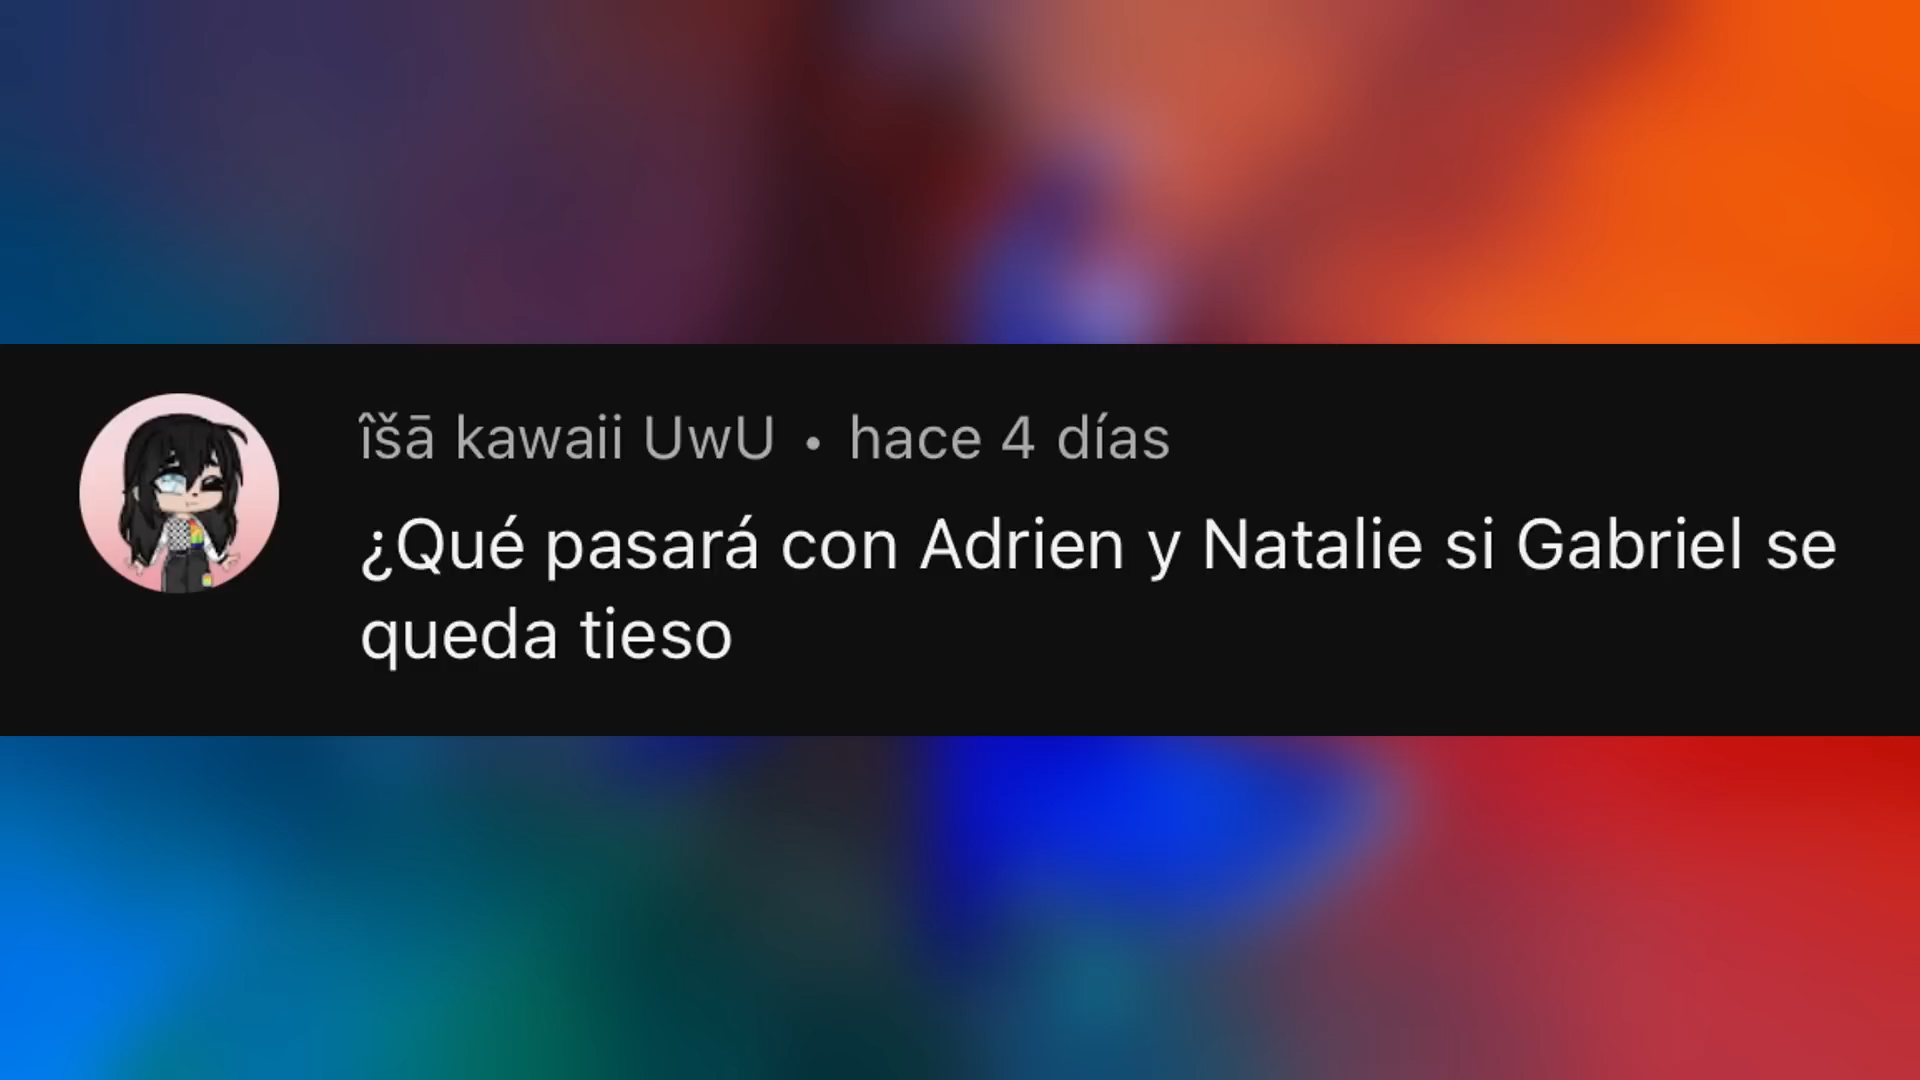 îšā kawaii UwU • hace 4 días
¿Qué pasará con Adrien y Natalie si Gabriel se
queda tieso